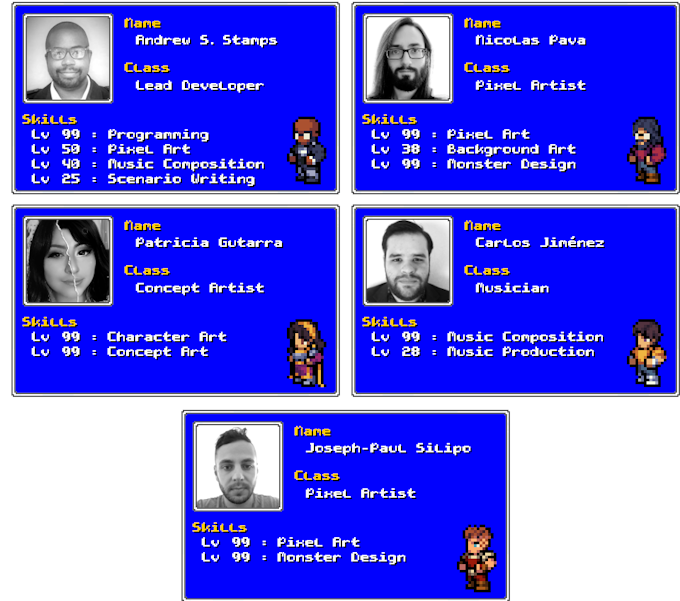 Name
Andrew S. Stamps
Class
Lead Developer
Skills
Lv 99 : Programming
Lv 50 : Pixel Art
Lv 40 : Music Composition
Lv 25 : Scenario Writing
Name
Nicolas Pava
Class
Pixel Artist
Skills
Lv 99 : Pixel Art
Lv 38 : Background Art
Lv 99 : Monster Design
Name
Patricia Gutarra
Class
Concept Artist
Skills
Lv 99 : Character Art
Lv 99 : Concept Art
Name
Carlos Jiménez
Class
Musician
Skills
Lv 99 : Music Composition
Lv 28 : Music Production
Name
Joseph-Paul Silipo
Class
Pixel Artist
Skills
Lv 99 : Pixel Art
Lv 99 : Monster Design